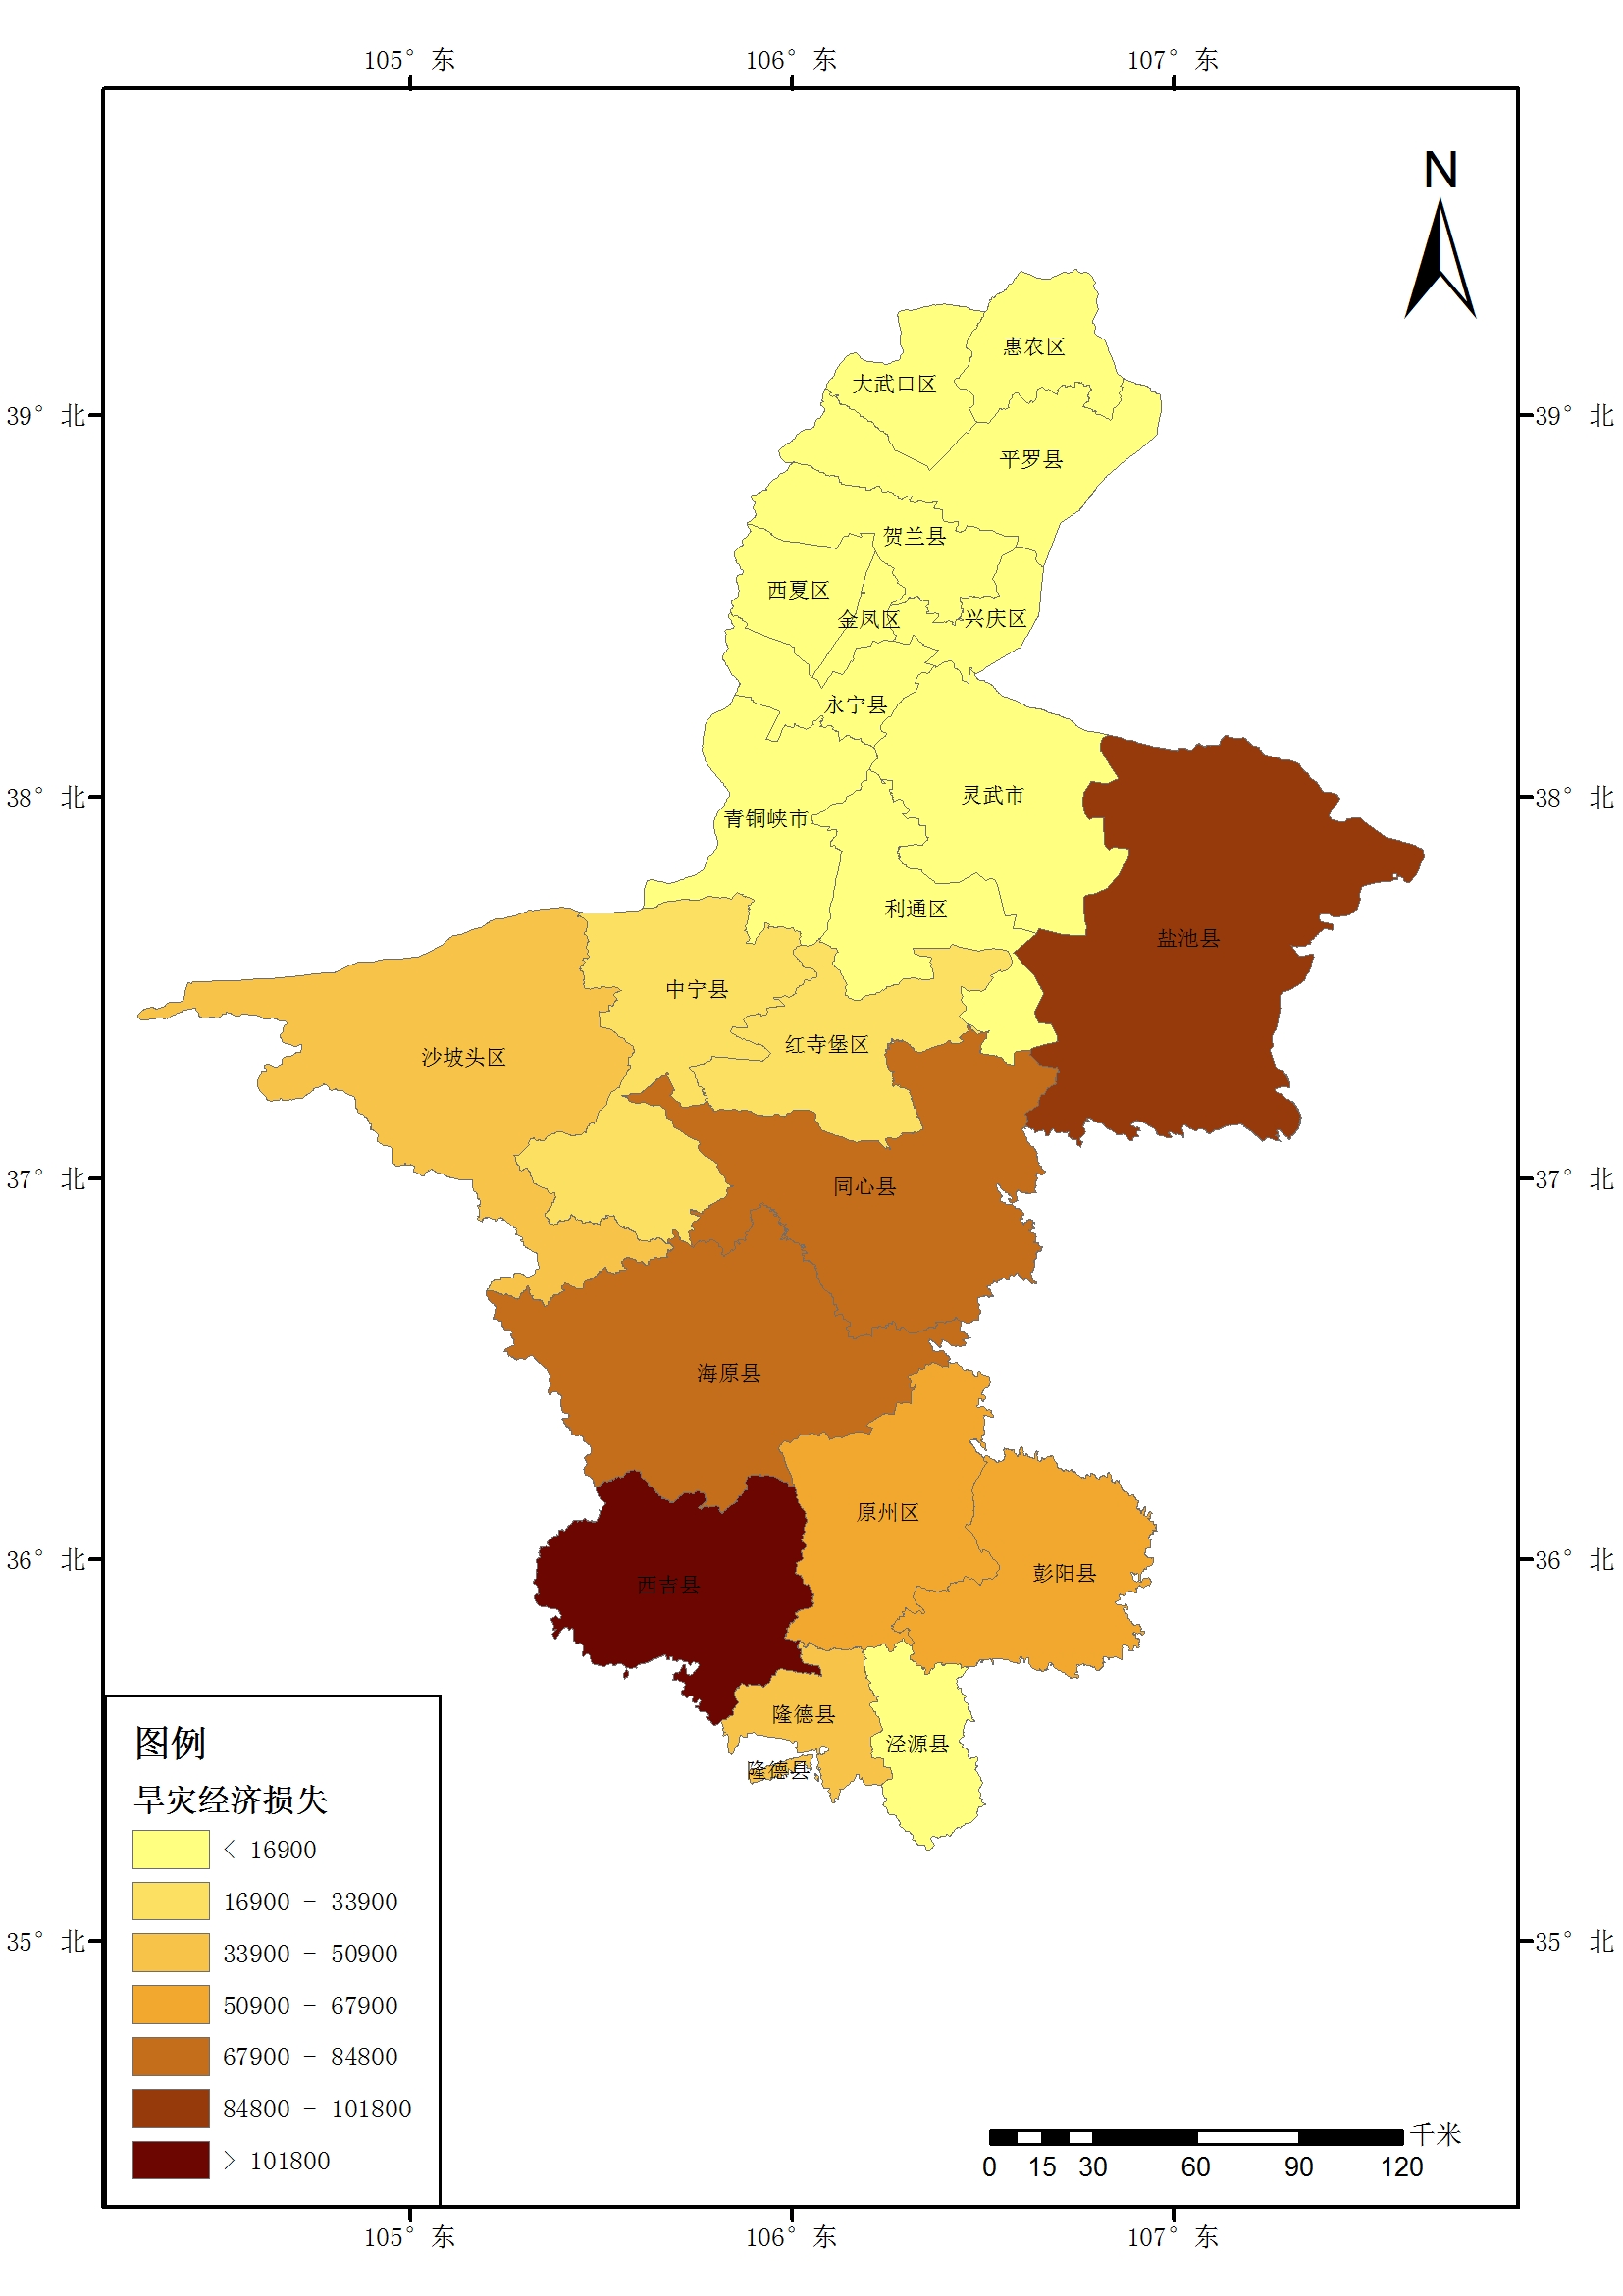 105° 东
106° 东
107° 东
N
惠农区
大武口区
39° 北
39° 北
平罗县
贺兰县
西夏区
金凤区
兴庆区
永宁县
38° 北
灵武市
38° 北
青铜峡市
利通区
盐池县
中宁县
红寺堡区
沙坡头区
37° 北
同心县
37° 北
海原县
原州区
36° 北
彭阳县
36° 北
西吉县
隆德县
泾源县
隆德县
图例
旱灾经济损失
< 16900
16900 - 33900
33900 - 50900
35° 北
35° 北
50900 - 67900
67900 - 84800
84800 - 101800
> 101800
千米
0 15 30 60 90 120
105° 东
106° 东
107° 东